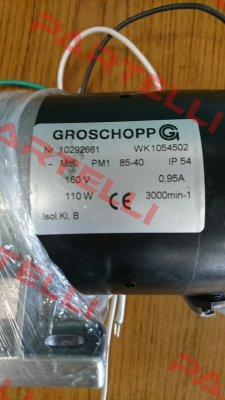 GROSCHOPP G
Nr. 10292661 WK1054502
- Mot. PM1 85-40 IP 54
160 V 0,95A
110 W CE 3000min-1
Isol.Kl. B
PARTELLI
PARTELLI
PARTELLI